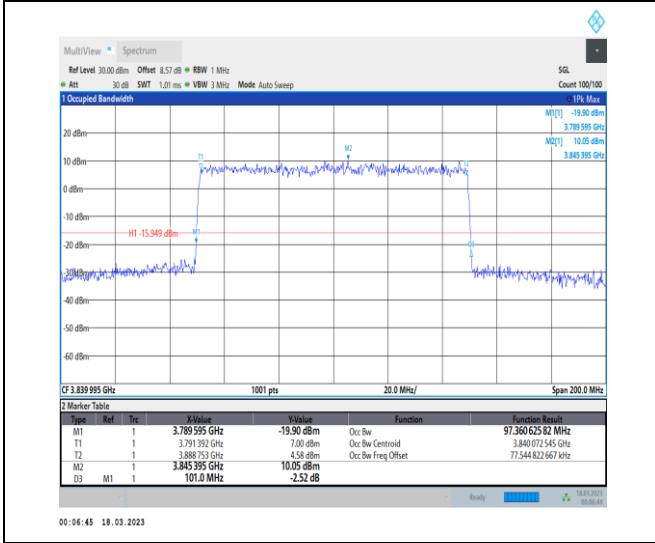 MultiView Spectrum
Ref Level 30.00 dBm Offset 8.57 dB RBW 1 MHz SGL
Att 30 dB SWT 1.01 ms VBW 3 MHz Mode Auto Sweep Count 100/100
1 Occupied Bandwidth 1Pk Max
M1[1] -19.90 dBm
3.789 595 GHz
M2[1] 10.05 dBm
3.845 395 GHz
20 dBm
M2
T1
T2
10 dBm
0 dBm
-10 dBm
H1 -15.949 dBm
M1
-20 dBm
D3
-30 dBm
-40 dBm
-50 dBm
-60 dBm
CF 3.839 995 GHz 1001 pts 20.0 MHz/ Span 200.0 MHz
2 Marker Table
Type Ref Trc X-Value Y-Value Function Function Result
M1 1 3.789 595 GHz -19.90 dBm Occ Bw 97.360 625 82 MHz
T1 1 3.791 392 GHz 7.00 dBm Occ Bw Centroid 3.840 072 545 GHz
T2 1 3.888 753 GHz 4.58 dBm Occ Bw Freq Offset 77.544 822 667 kHz
M2 1 3.845 395 GHz 10.05 dBm
D3 M1 1 101.0 MHz -2.52 dB
Ready 18.03.2023
00:06:44
00:06:45 18.03.2023